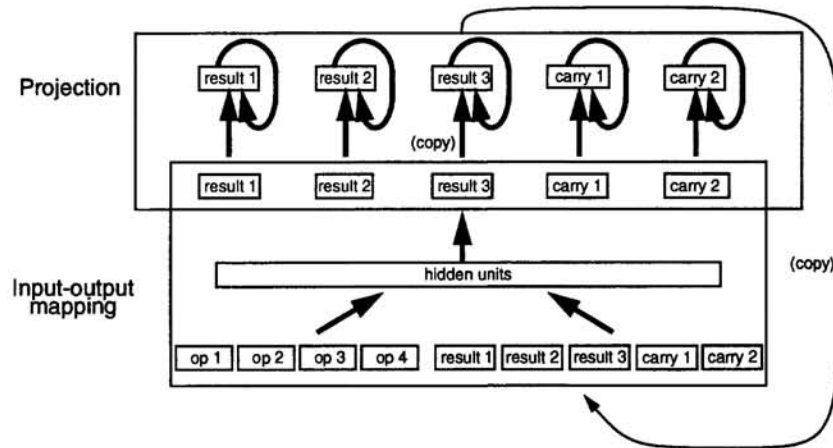 result 1 result 2 result 3 carry 1 carry 2
Projection
(copy)
result 1 result 2 result 3 carry 1 carry 2
(copy)
hidden units
Input-output
mapping
op 1 op 2 op 3 op 4 result 1 result 2 result 3 carry 1 carry 2